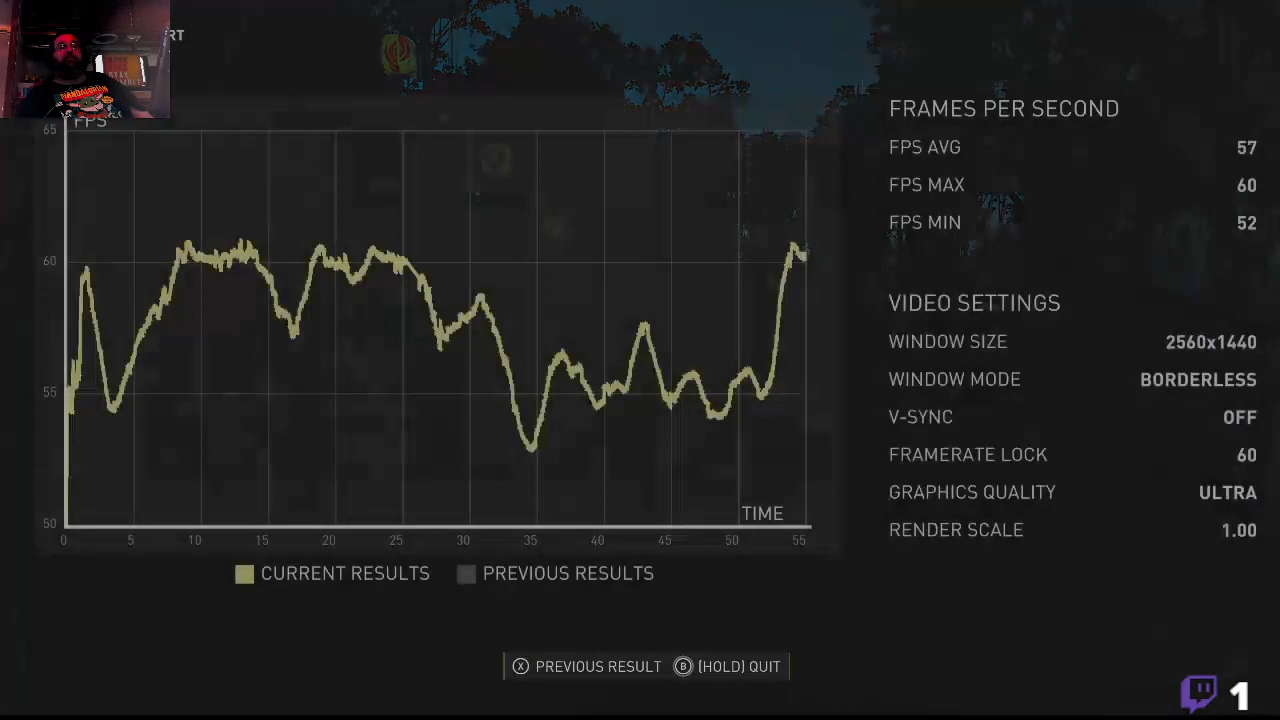 RT
FPS
65
60
55
50
TIME
0 5 10 15 20 25 30 35 40 45 50 55
CURRENT RESULTS PREVIOUS RESULTS
FRAMES PER SECOND
FPS AVG 57
FPS MAX 60
FPS MIN 52
VIDEO SETTINGS
WINDOW SIZE 2560x1440
WINDOW MODE BORDERLESS
V-SYNC OFF
FRAMERATE LOCK 60
GRAPHICS QUALITY ULTRA
RENDER SCALE 1.00
X PREVIOUS RESULT B (HOLD) QUIT
1